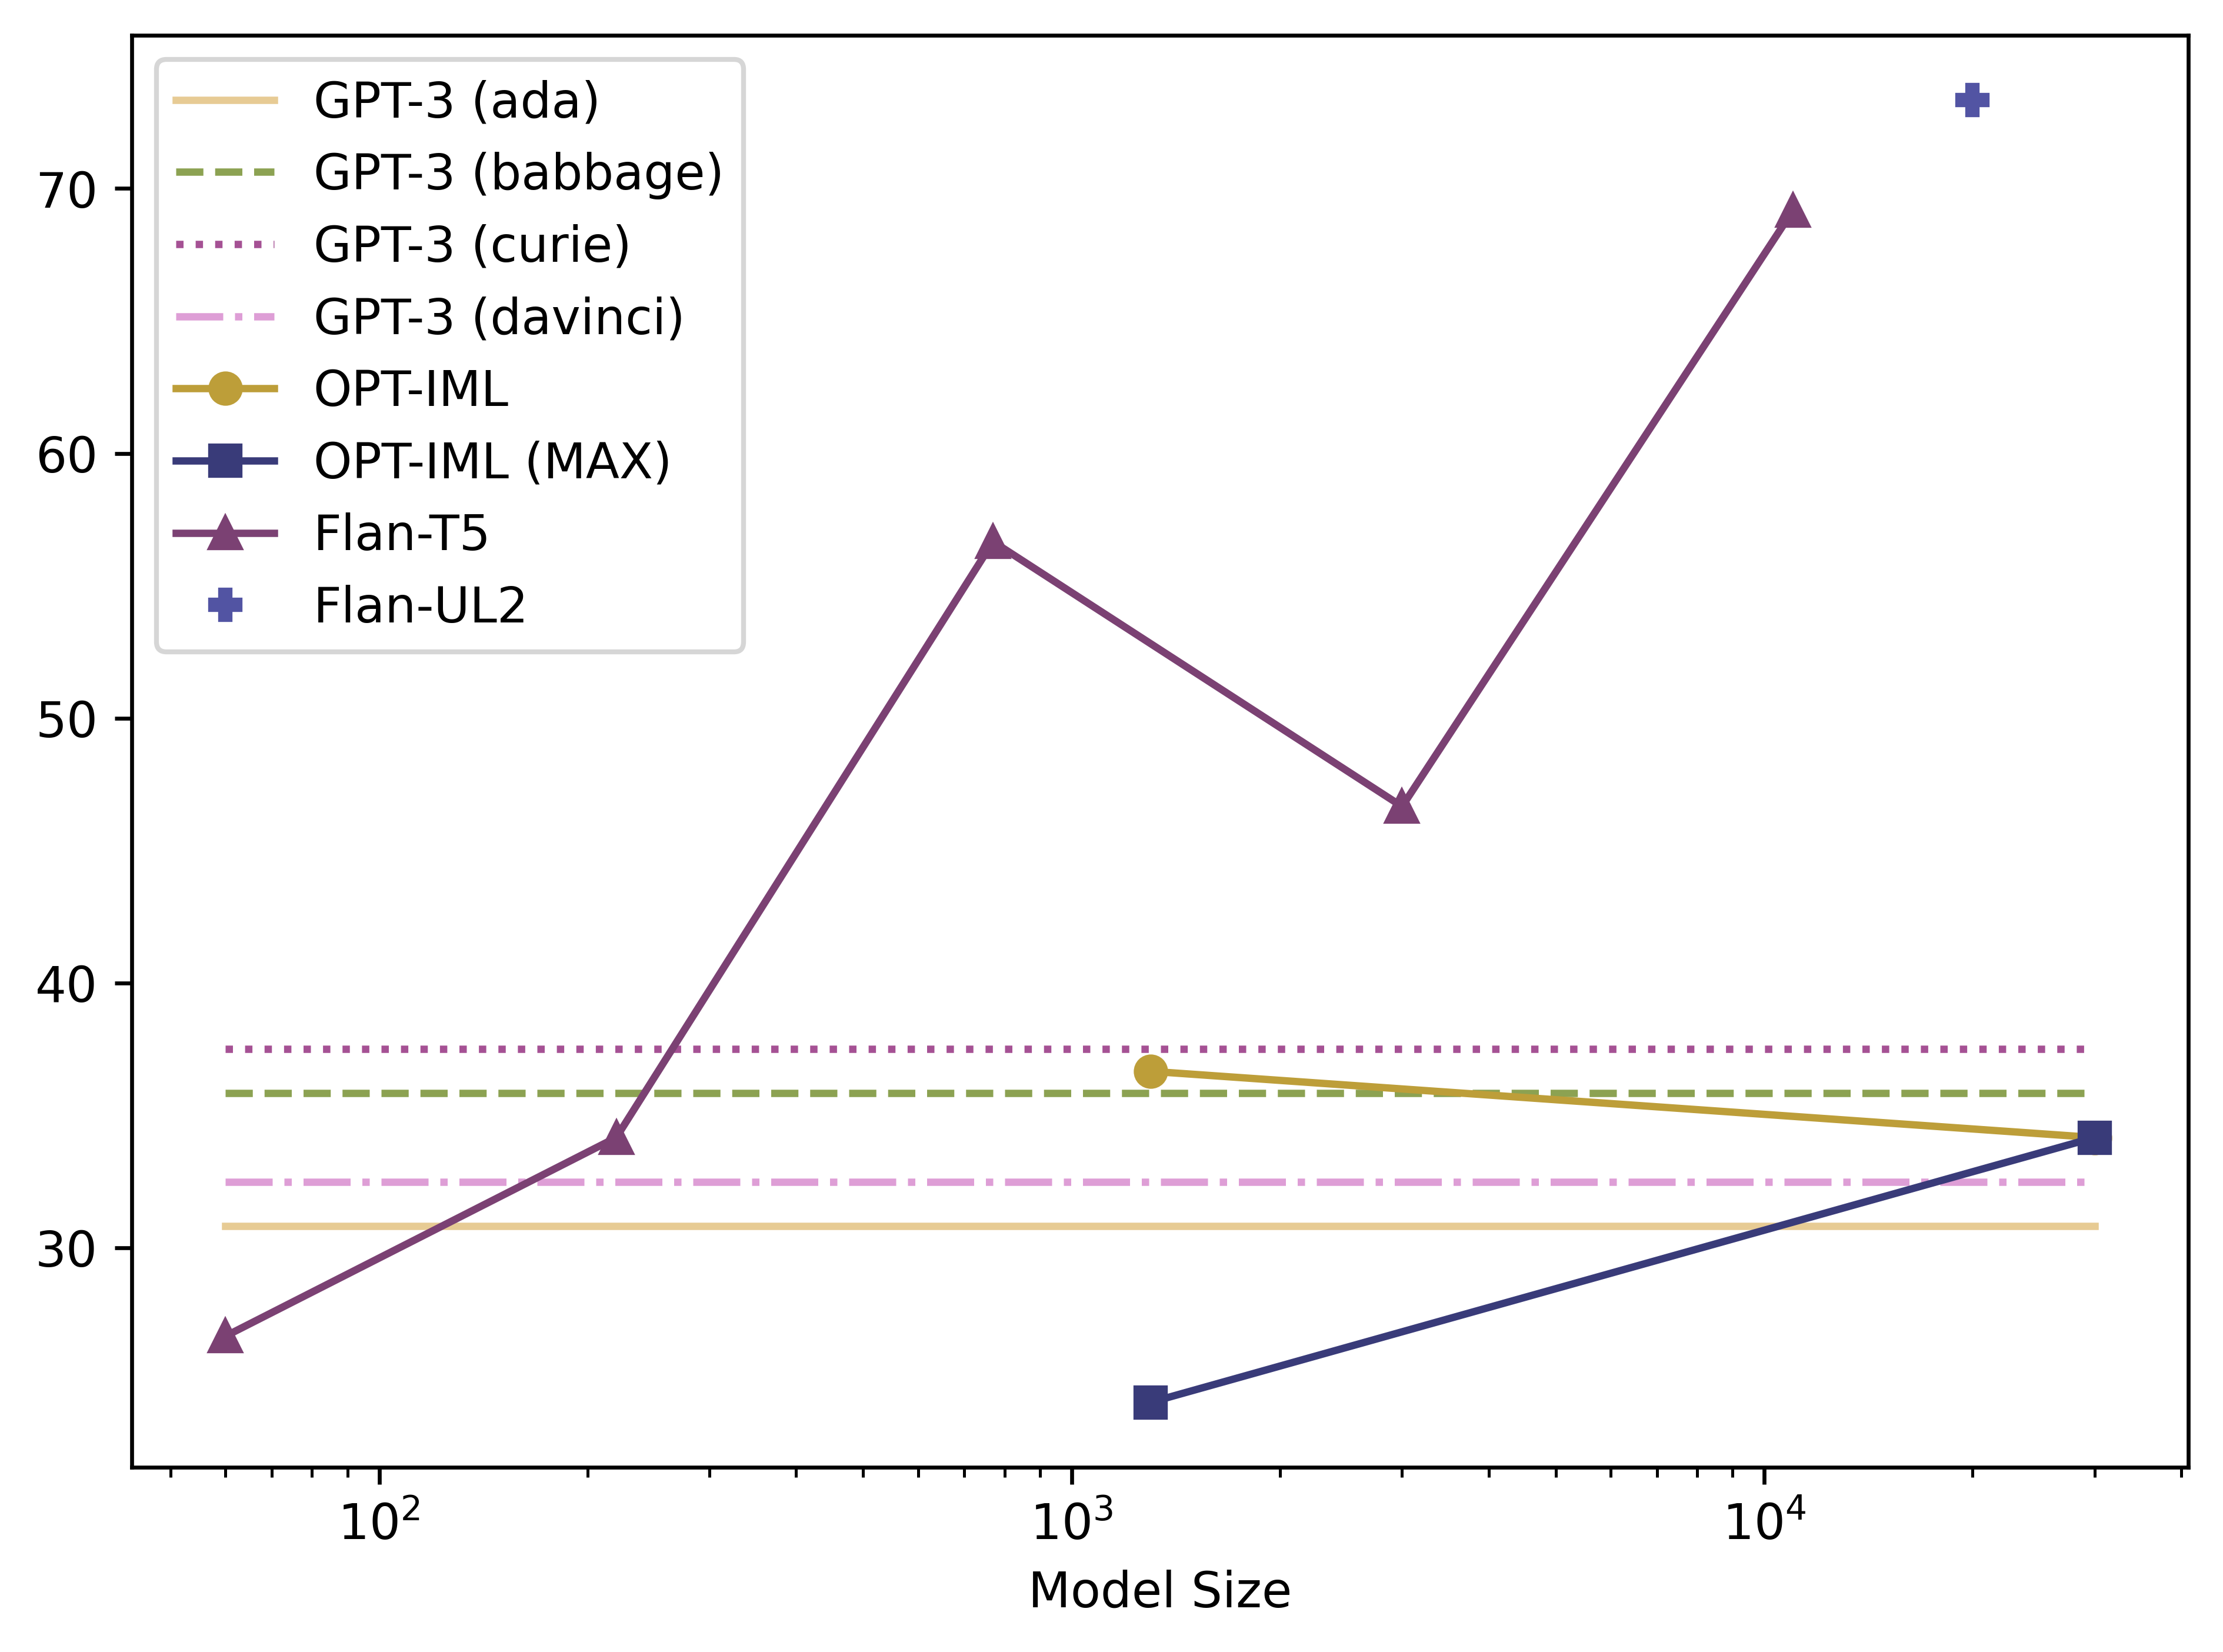 GPT-3 (ada)
GPT-3 (babbage)
GPT-3 (curie)
GPT-3 (davinci)
OPT-IML
OPT-IML (MAX)
Flan-T5
Flan-UL2
70
60
50
40
30
10²
10³
10⁴
Model Size